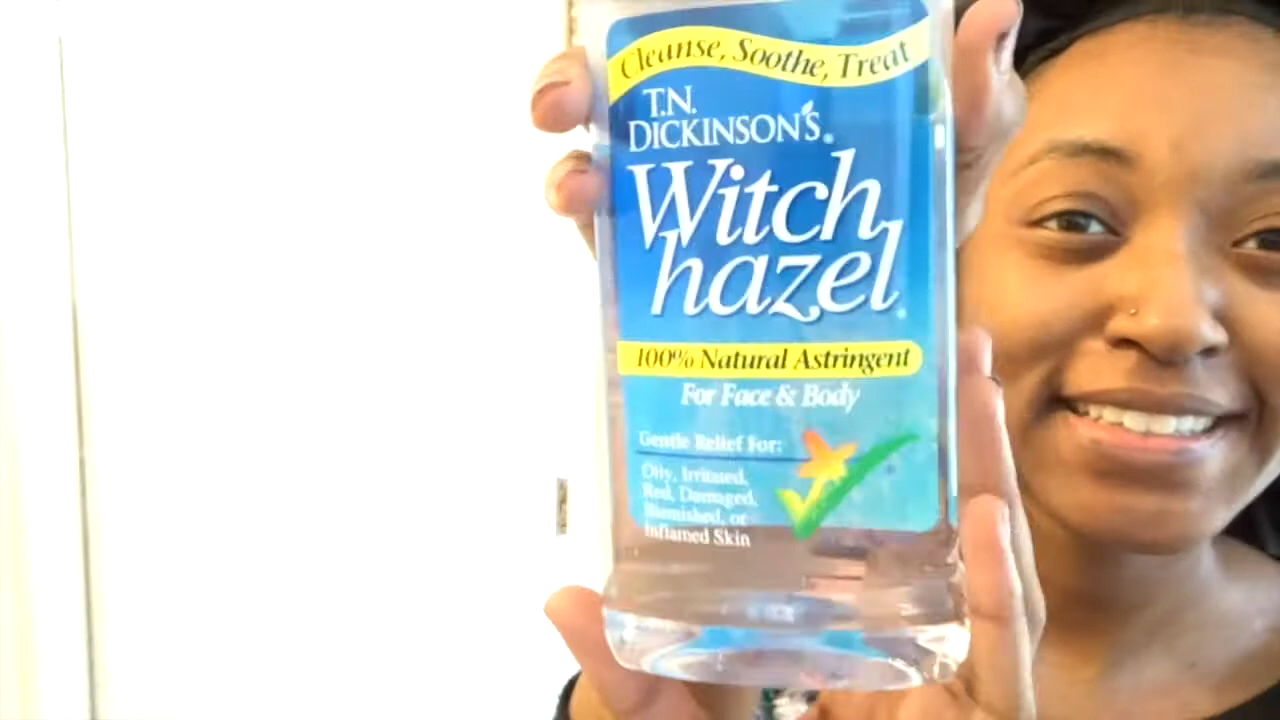 Cleanse, Soothe, Treat
T.N.
DICKINSON'S®
Witch
hazel®
100% Natural Astringent
For Face & Body
Gentle Relief For:
Oily, Irritated,
Red, Damaged,
Blemished, or
Inflamed Skin